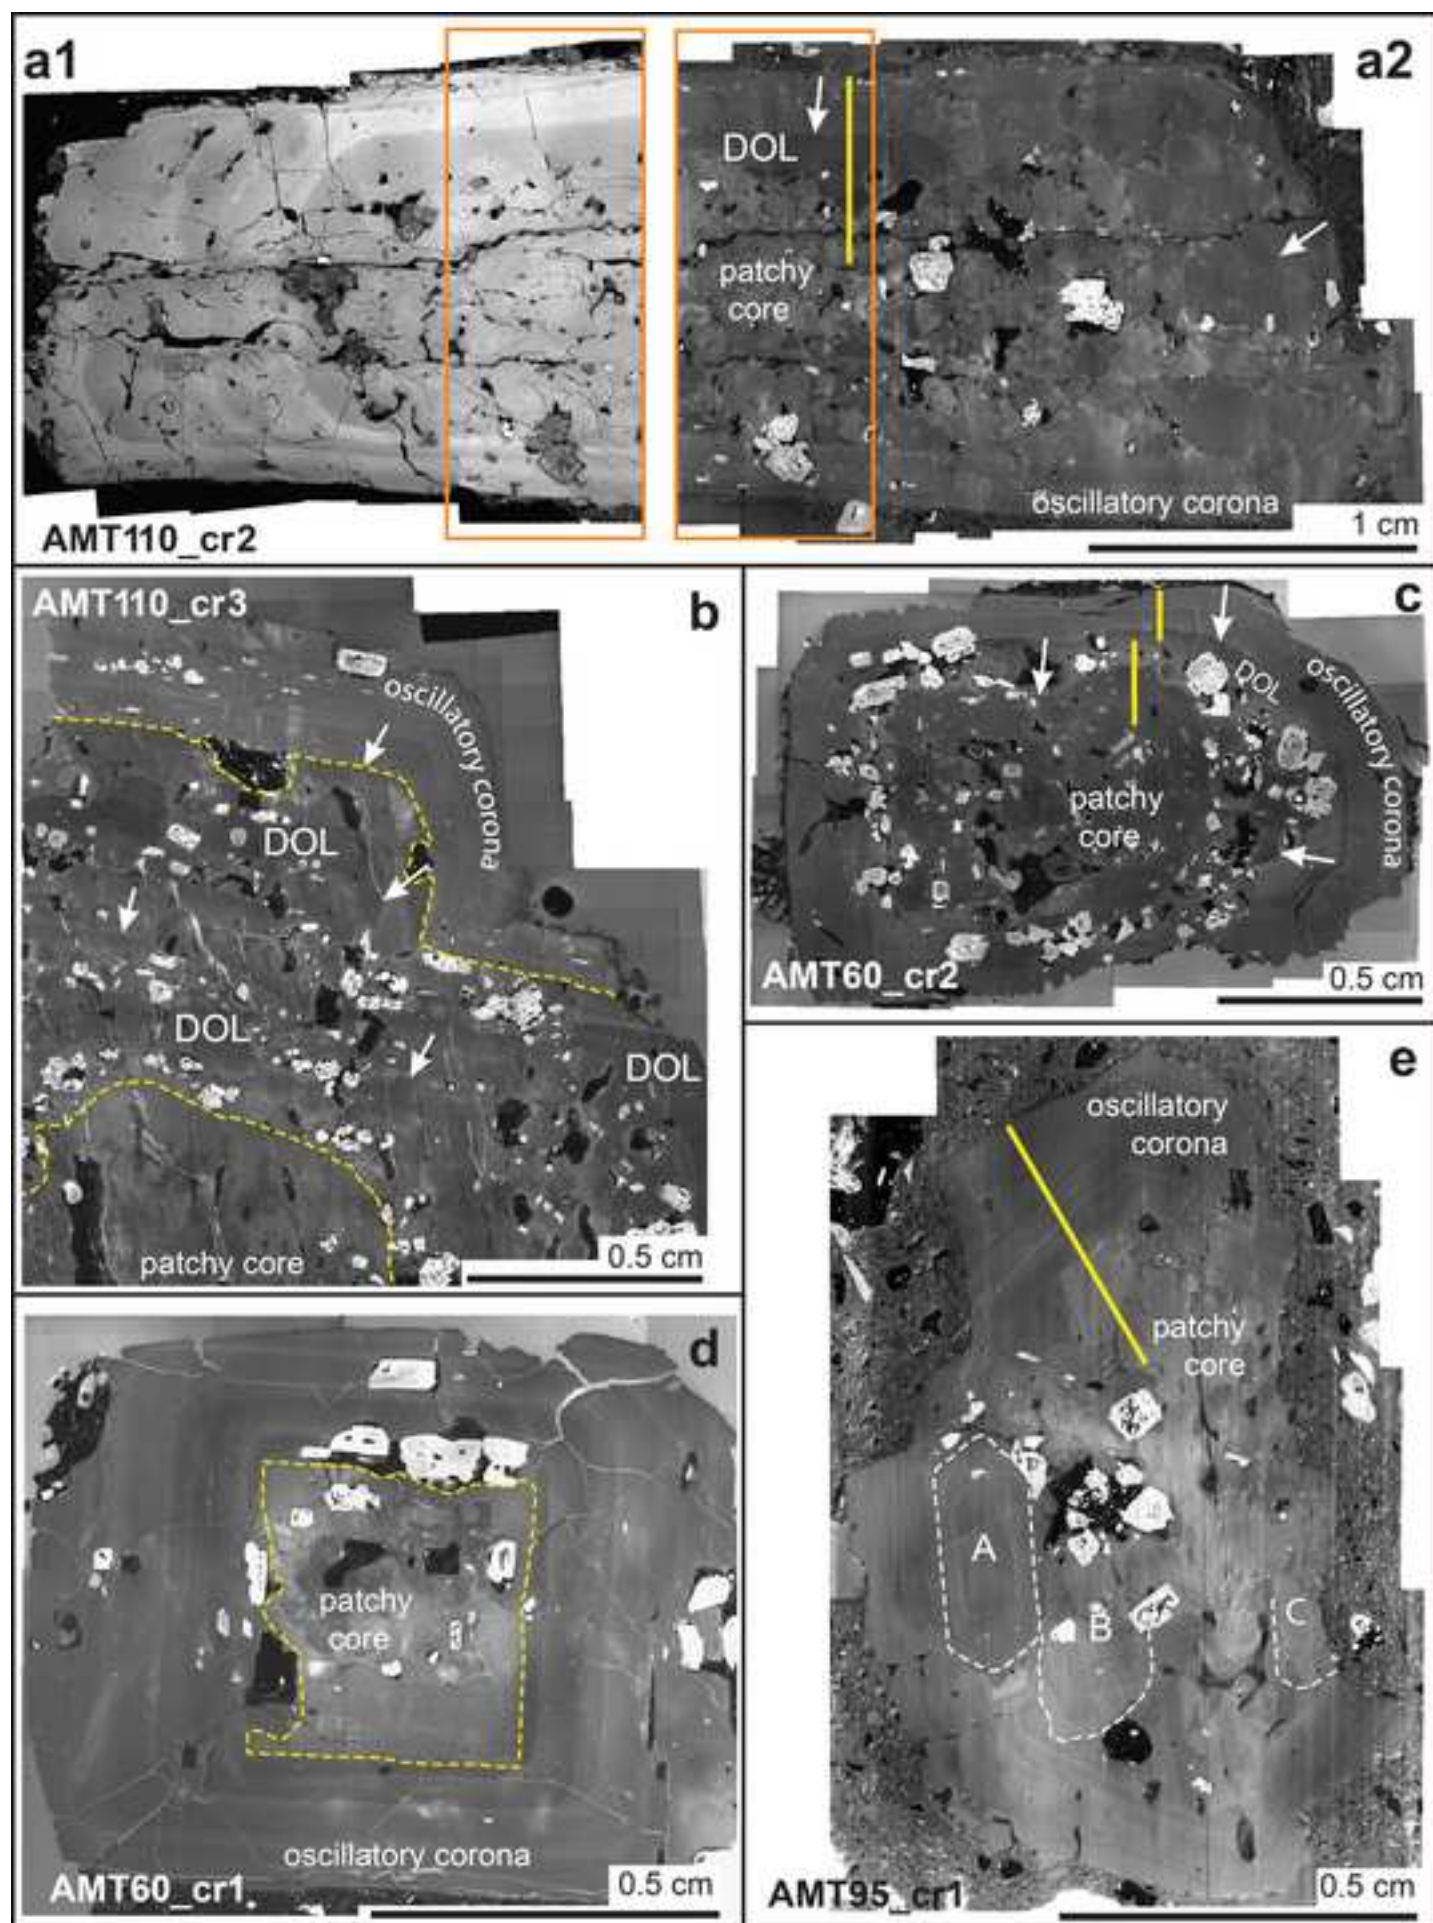 a1
a2
DOL
patchy
core
oscillatory corona
1 cm
AMT110_cr2
AMT110_cr3
b
oscillatory corona
DOL
DOL
DOL
patchy core
0.5 cm
c
DOL
oscillatory corona
patchy
core
AMT60_cr2
0.5 cm
d
patchy
core
oscillatory corona
AMT60_cr1
0.5 cm
e
oscillatory
corona
patchy
core
A
B
C
AMT95_cr1
0.5 cm